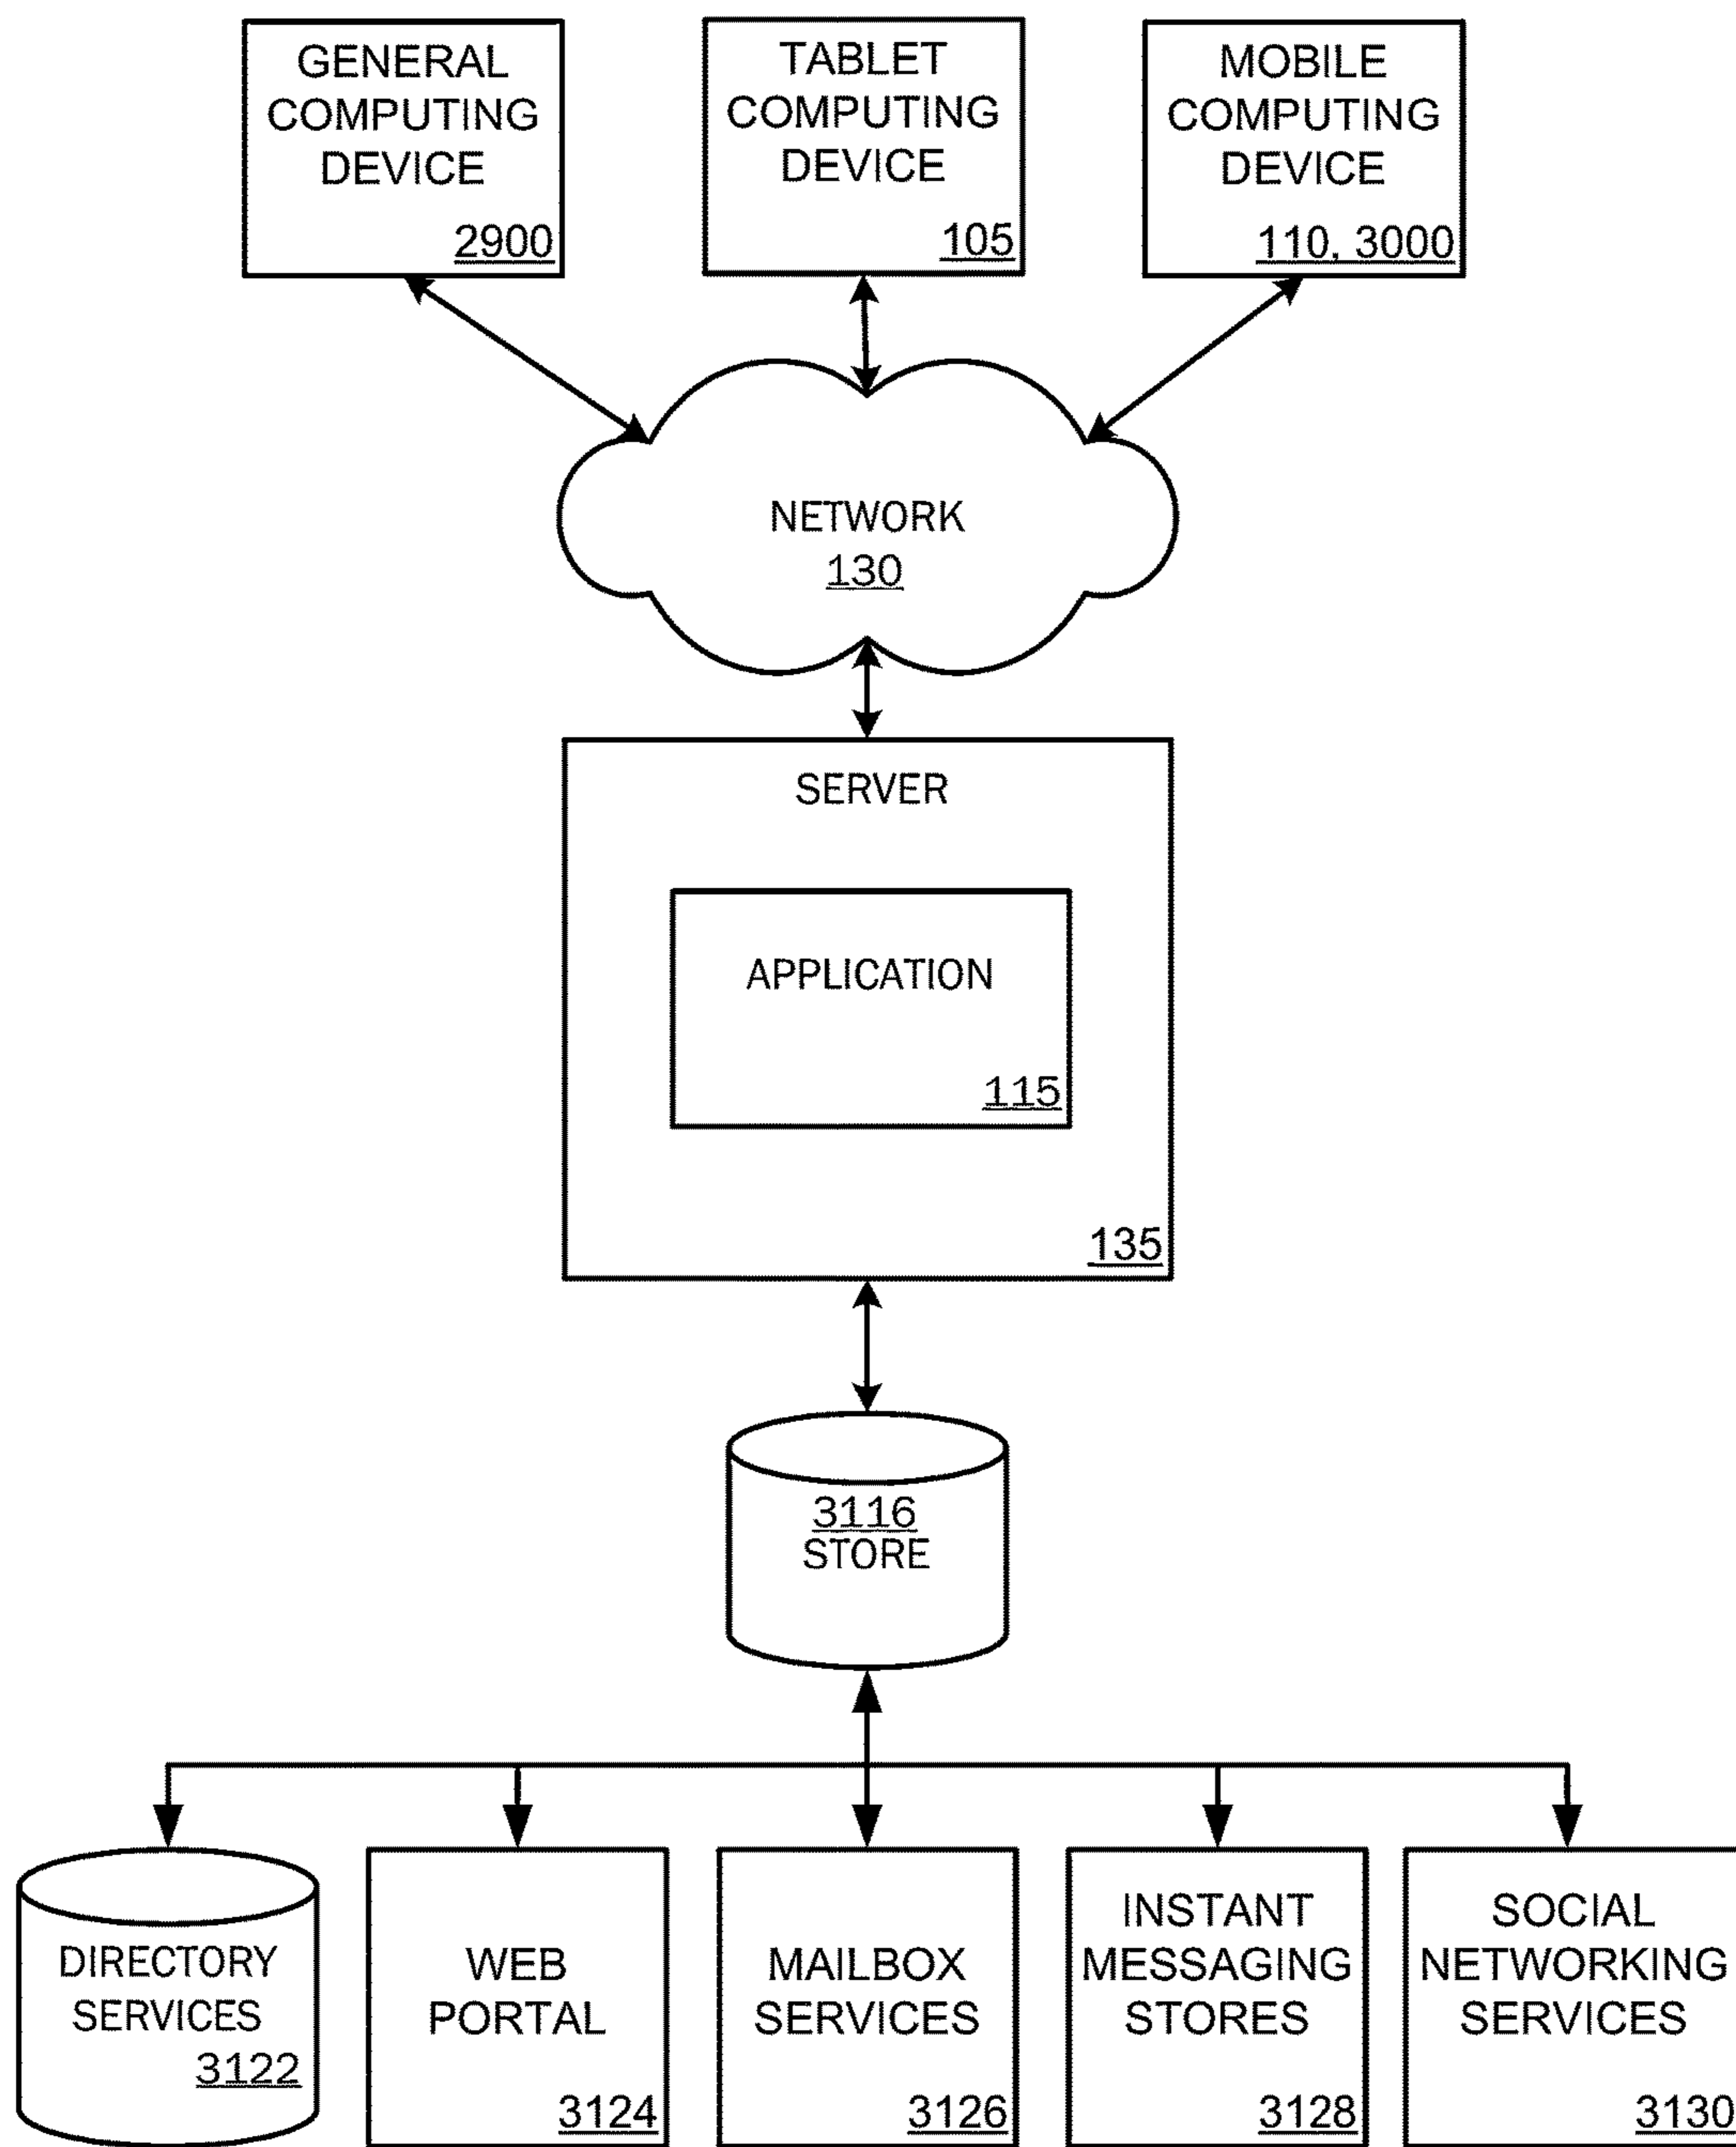 GENERAL
COMPUTING
DEVICE
2900
TABLET
COMPUTING
DEVICE
105
MOBILE
COMPUTING
DEVICE
110, 3000
NETWORK
130
SERVER
APPLICATION
115
135
3116
STORE
DIRECTORY
SERVICES
3122
WEB
PORTAL
3124
MAILBOX
SERVICES
3126
INSTANT
MESSAGING
STORES
3128
SOCIAL
NETWORKING
SERVICES
3130